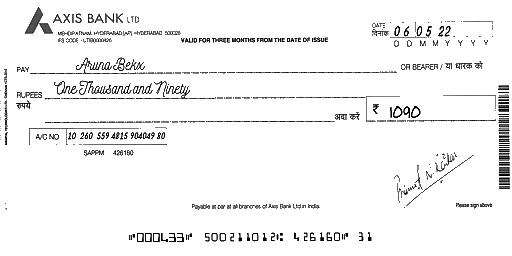 AXIS BANK LTD
MEHDIPATNAM, HYDERABAD [AP] HYDERABAD 500028
IFS CODE - UTIB0000426
VALID FOR THREE MONTHS FROM THE DATE OF ISSUE
DATE दिनांक 06 05 22
D D M M Y Y Y Y
PAY Aruna Bekx OR BEARER / या धारक को
RUPEES रुपये One Thousand and Ninety
अदा करें ₹ 1090
A/C NO 10 260 559 4815 904049 80
SAPPM 426160
Payable at par at all branches of Axis Bank Ltd in India.
Please sign above
"000433" 500211012: 426160" 31